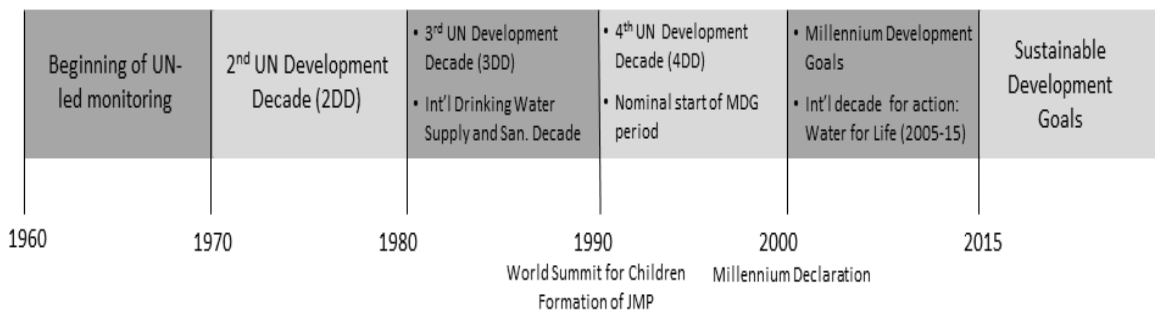 Beginning of UN-
led monitoring
2nd UN Development
Decade (2DD)
• 3rd UN Development
Decade (3DD)
• Int'l Drinking Water
Supply and San. Decade
• 4th UN Development
Decade (4DD)
• Nominal start of MDG
period
• Millennium Development
Goals
• Int'l decade for action:
Water for Life (2005-15)
Sustainable
Development
Goals
1960
1970
1980
1990
2000
2015
World Summit for Children
Formation of JMP
Millennium Declaration